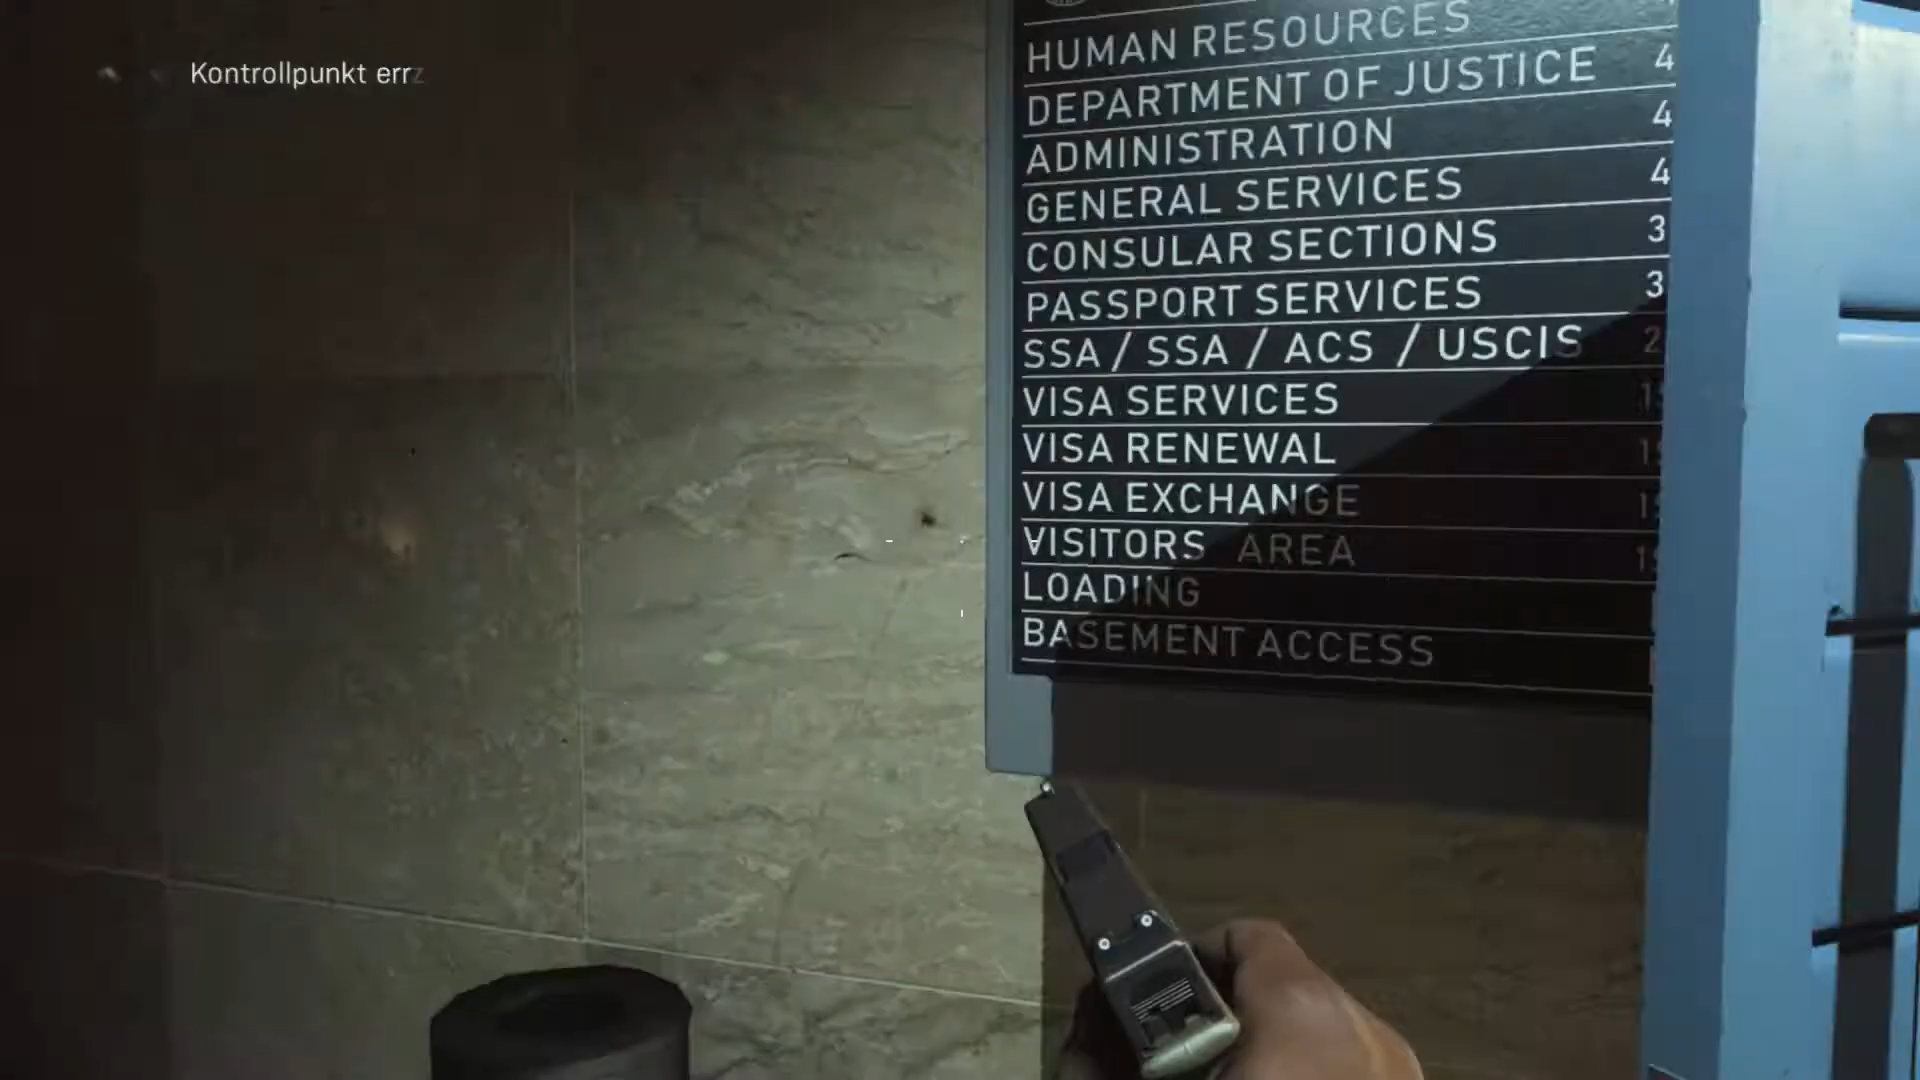 Kontrollpunkt err
HUMAN RESOURCES
DEPARTMENT OF JUSTICE 4
ADMINISTRATION 4
GENERAL SERVICES 4
CONSULAR SECTIONS 3
PASSPORT SERVICES 3
SSA / SSA / ACS / USCIS 2
VISA SERVICES
VISA RENEWAL
VISA EXCHANGE
VISITORS AREA
LOADING
BASEMENT ACCESS